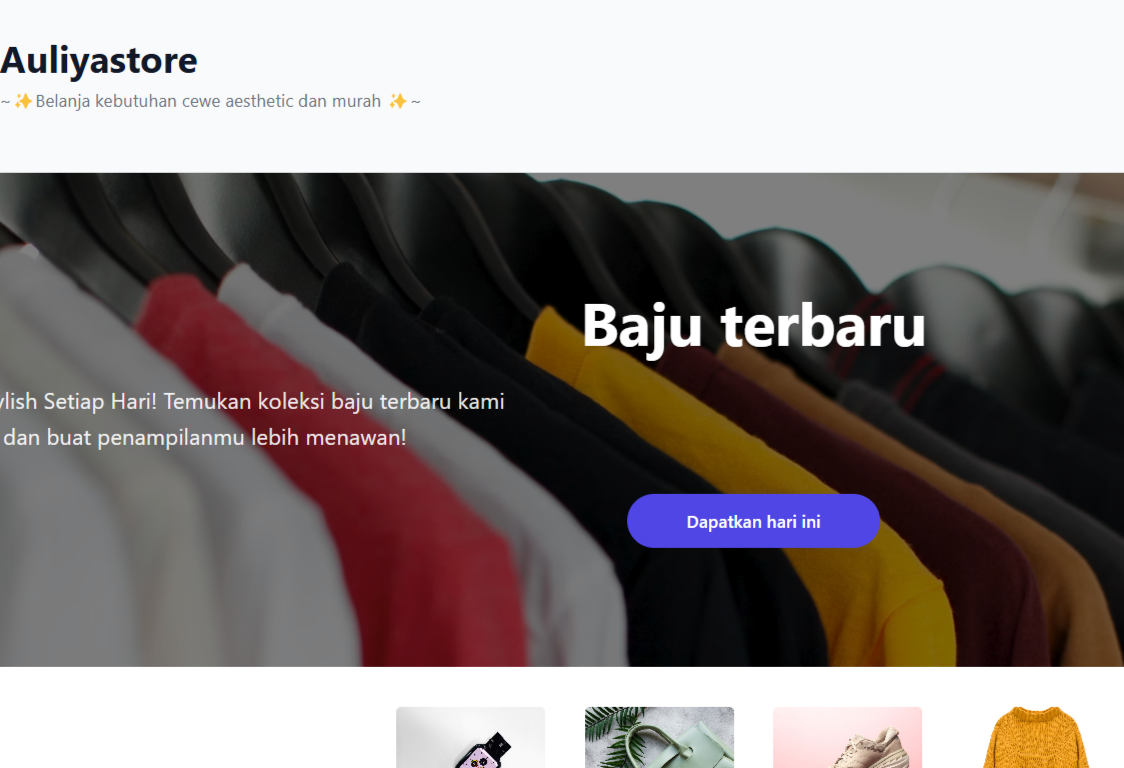 Auliyastore
~ ✨Belanja kebutuhan cewe aesthetic dan murah ✨ ~
Baju terbaru
lish Setiap Hari! Temukan koleksi baju terbaru kami
dan buat penampilanmu lebih menawan!
Dapatkan hari ini